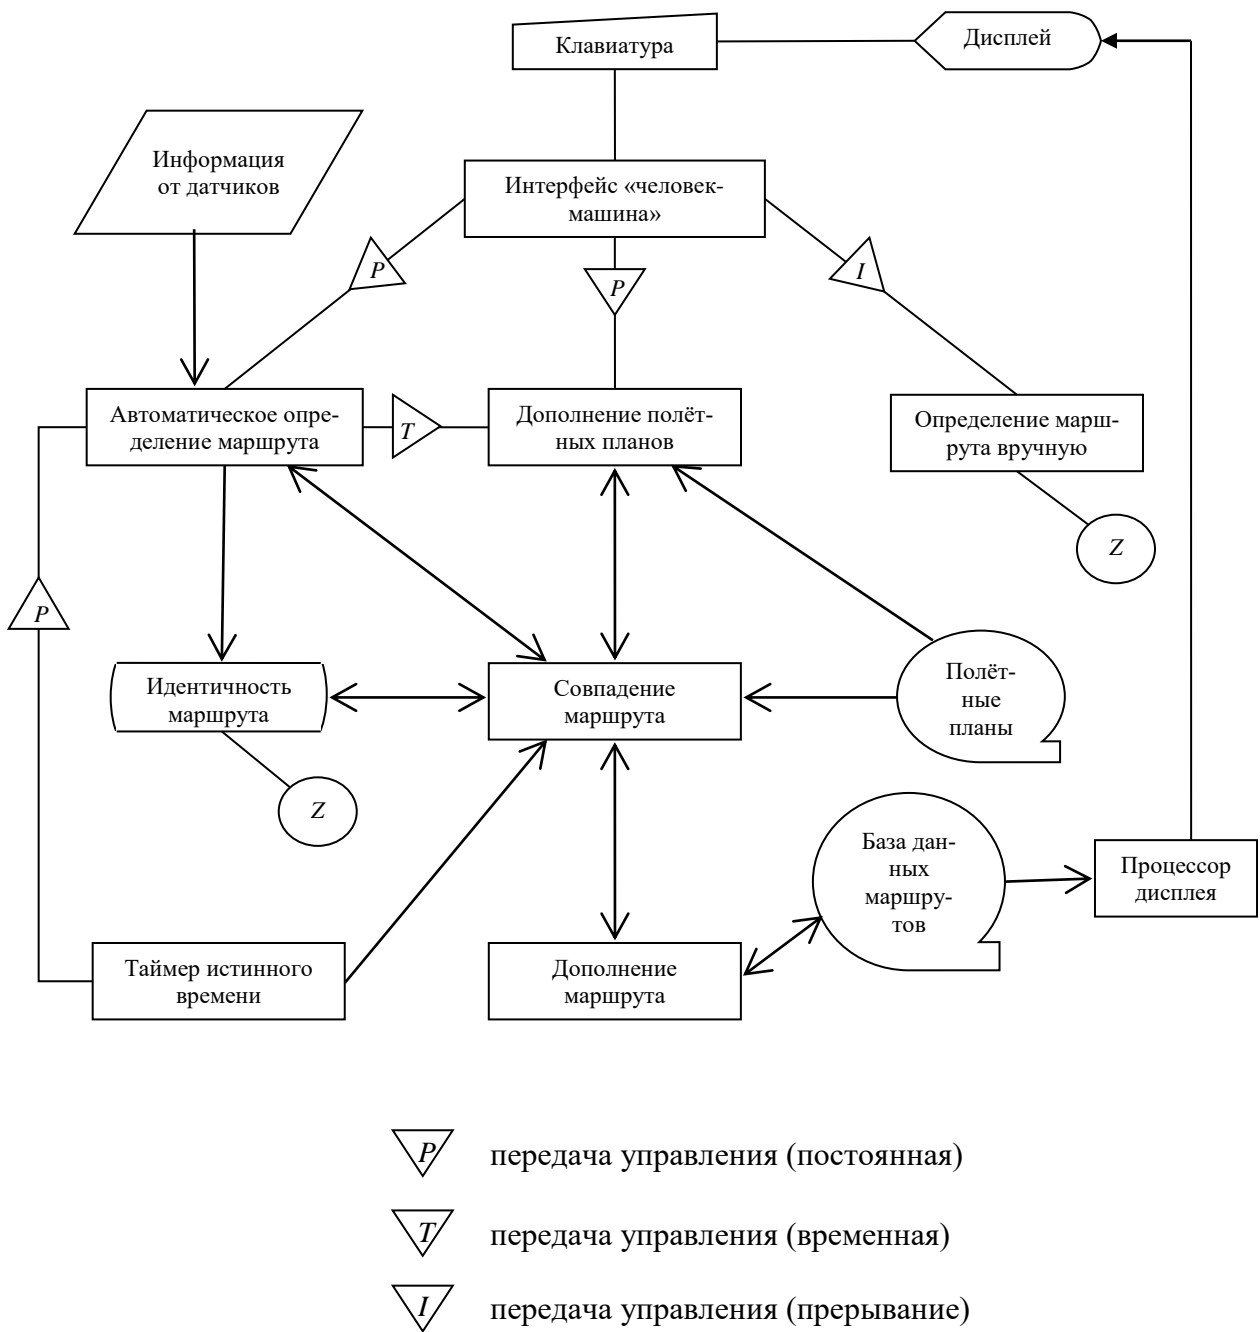 Клавиатура
Дисплей
Информация
от датчиков
Интерфейс «человек-
машина»
P
P
I
Автоматическое опре-
деление маршрута
T
Дополнение полёт-
ных планов
Определение марш-
рута вручную
Z
P
Идентичность
маршрута
Совпадение
маршрута
Полёт-
ные
планы
Z
База дан-
ных
маршру-
тов
Процессор
дисплея
Таймер истинного
времени
Дополнение
маршрута
P передача управления (постоянная)
T передача управления (временная)
I передача управления (прерывание)